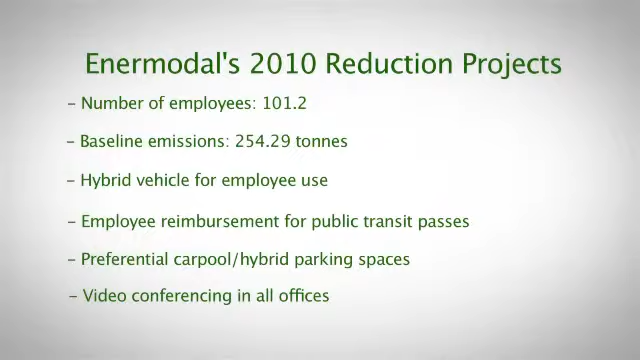 Enermodal's 2010 Reduction Projects
– Number of employees: 101.2
– Baseline emissions: 254.29 tonnes
– Hybrid vehicle for employee use
– Employee reimbursement for public transit passes
– Preferential carpool/hybrid parking spaces
– Video conferencing in all offices